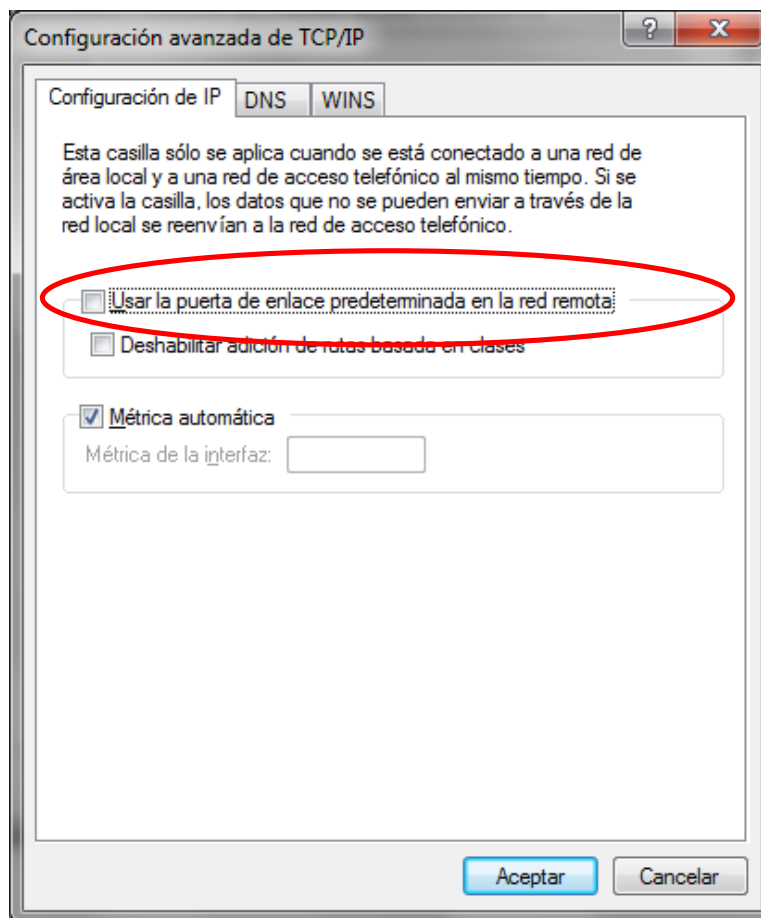 Configuración avanzada de TCP/IP
?
Configuración de IP DNS WINS
Esta casilla sólo se aplica cuando se está conectado a una red de
área local y a una red de acceso telefónico al mismo tiempo. Si se
activa la casilla, los datos que no se pueden enviar a través de la
red local se reenvían a la red de acceso telefónico.
Usar la puerta de enlace predeterminada en la red remota
Deshabilitar adición de rutas basada en clases
Métrica automática
Métrica de la interfaz:
Aceptar Cancelar